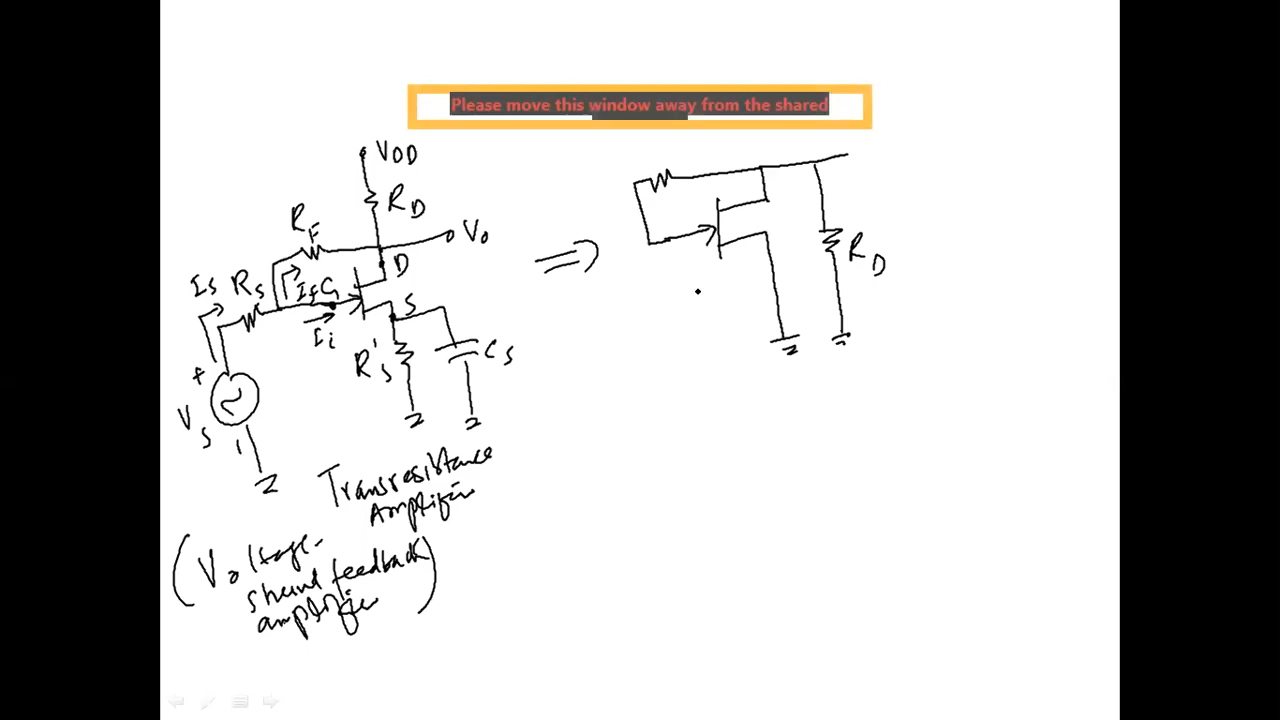 Please move this window away from the shared
VDD
RD
RF
Vo
D
Is
Rs
If
G
S
Ii
R's
Cs
+
Vs
Transresistance
Amplifier
(Voltage-
shunt feedback
amplifier)
⇒
RD